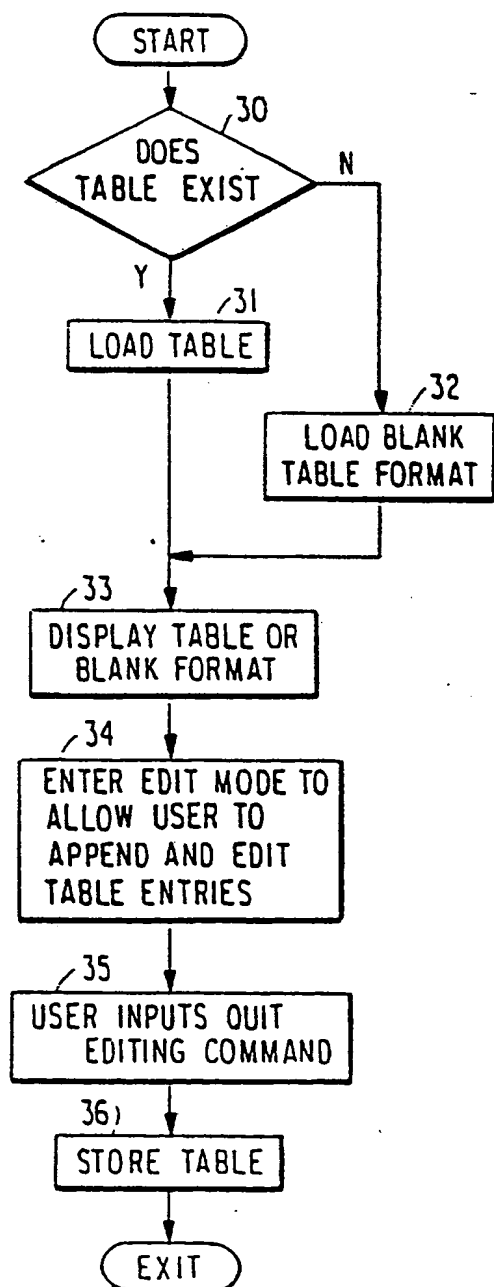 START
30
DOES
TABLE EXIST
N
Y
31
LOAD TABLE
32
LOAD BLANK
TABLE FORMAT
33
DISPLAY TABLE OR
BLANK FORMAT
34
ENTER EDIT MODE TO
ALLOW USER TO
APPEND AND EDIT
TABLE ENTRIES
35
USER INPUTS QUIT
EDITING COMMAND
36
STORE TABLE
EXIT